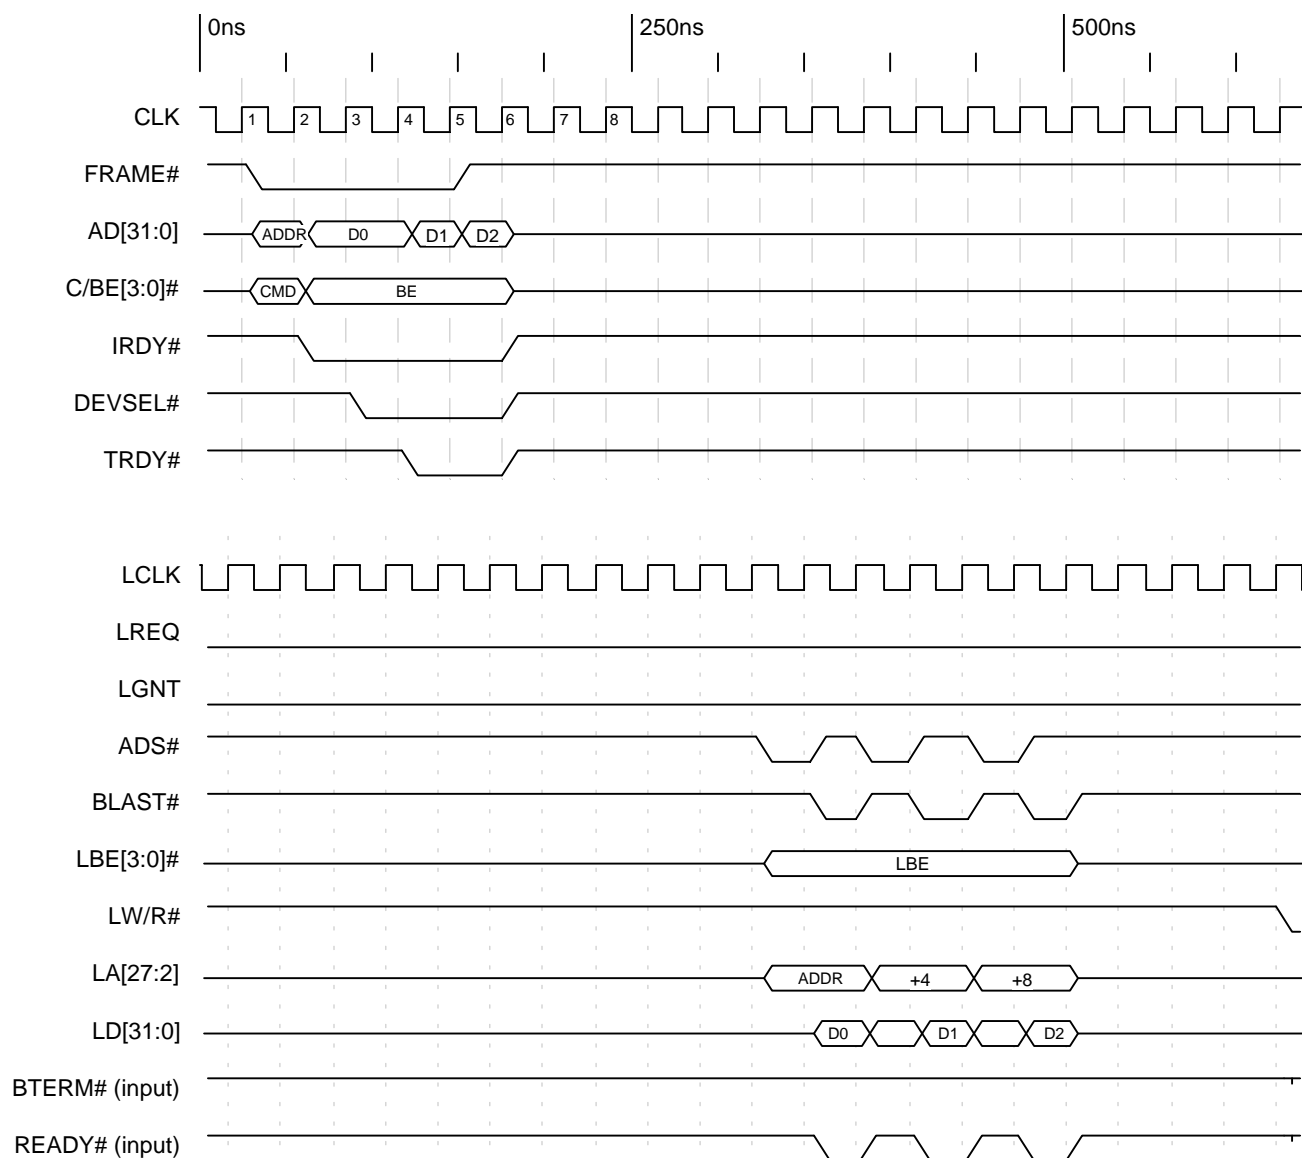 0ns 250ns 500ns
CLK 1 2 3 4 5 6 7 8
FRAME#
AD[31:0] ADDR D0 D1 D2
C/BE[3:0]# CMD BE
IRDY#
DEVSEL#
TRDY#
LCLK
LREQ
LGNT
ADS#
BLAST#
LBE[3:0]# LBE
LW/R#
LA[27:2] ADDR +4 +8
LD[31:0] D0 D1 D2
BTERM# (input)
READY# (input)